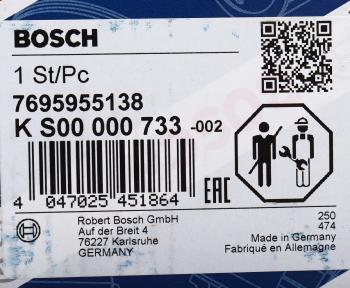 BOSCH
1 St/Pc
7695955138
K S00 000 733 -002
4 047025 451864
EAC
Robert Bosch GmbH
Auf der Breit 4
76227 Karlsruhe
GERMANY
250
474
Made in Germany
Fabriqué en Allemagne